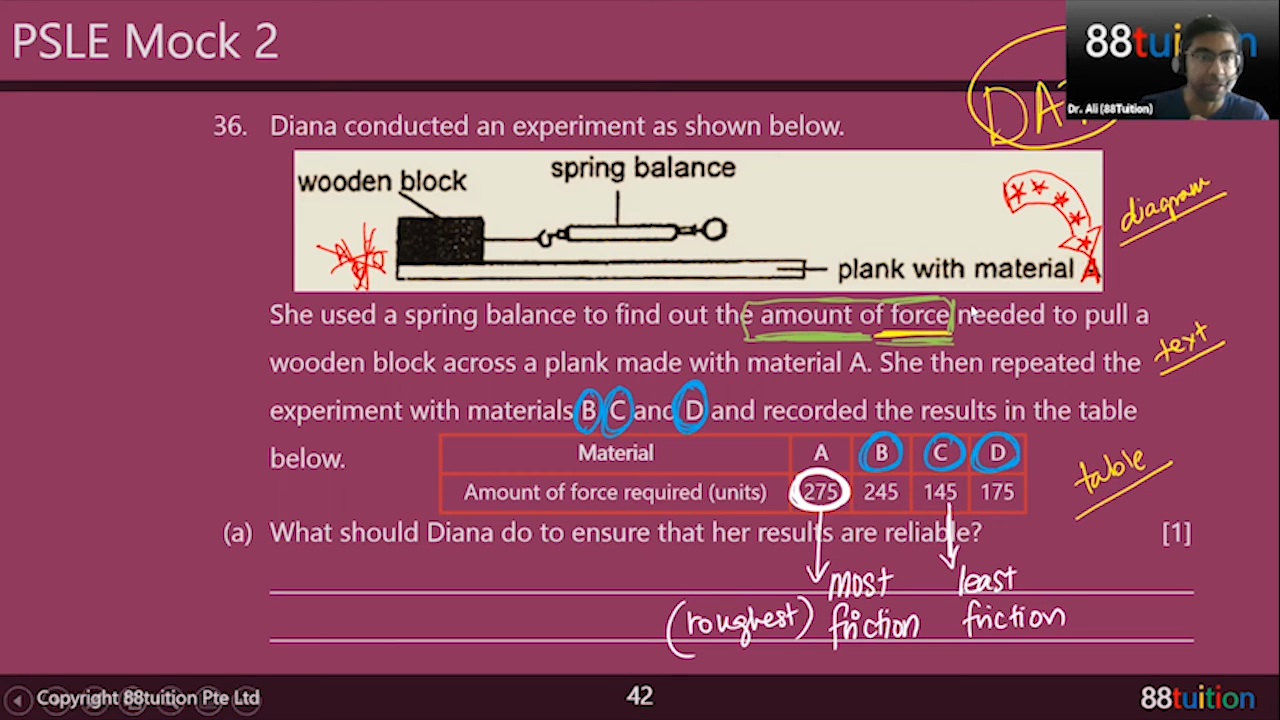 PSLE Mock 2
88tuition
Dr. Ali (88Tuition)
36. Diana conducted an experiment as shown below.
wooden block
spring balance
plank with material A
diagram
She used a spring balance to find out the amount of force needed to pull a
wooden block across a plank made with material A. She then repeated the
text
experiment with materials B C and D and recorded the results in the table
below.
Material A B C D
Amount of force required (units) 275 245 145 175
table
(a) What should Diana do to ensure that her results are reliable? [1]
most least
(roughest) friction friction
Copyright 88tuition Pte Ltd
42
88tuition